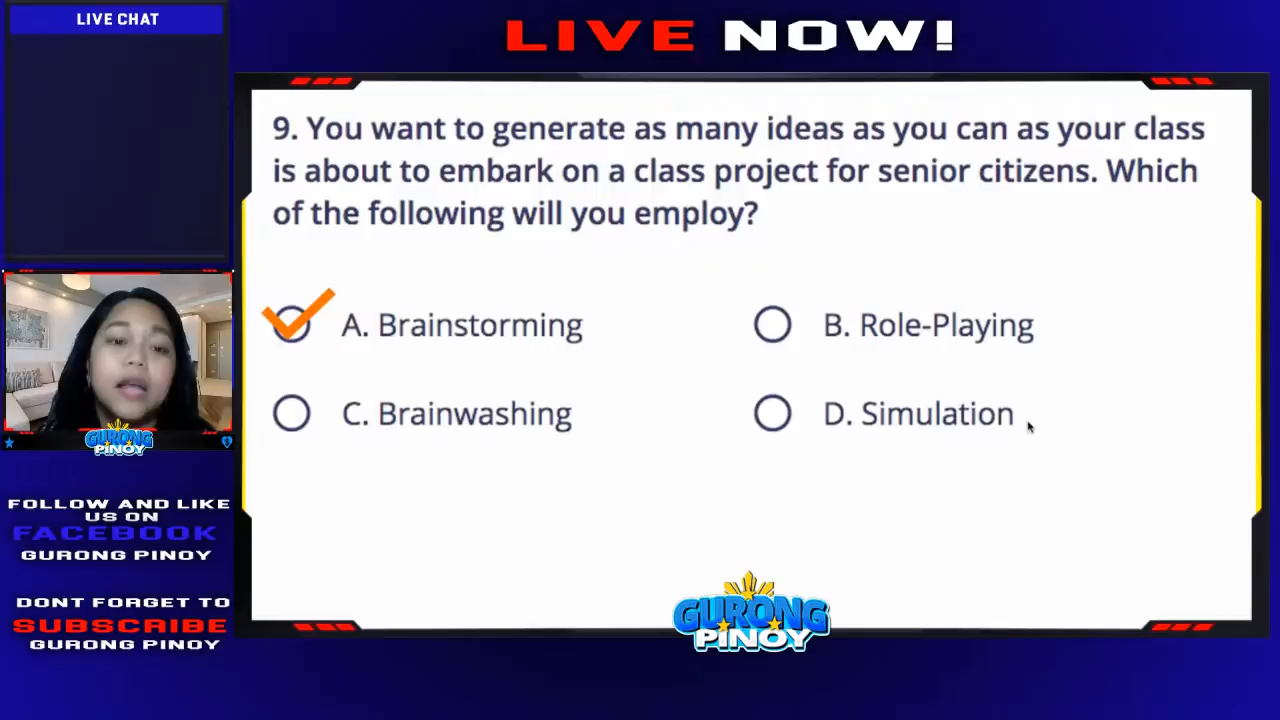 LIVE CHAT
LIVE NOW!
9. You want to generate as many ideas as you can as your class
is about to embark on a class project for senior citizens. Which
of the following will you employ?
A. Brainstorming
B. Role-Playing
C. Brainwashing
D. Simulation
GURONG
PINOY
FOLLOW AND LIKE
US ON
FACEBOOK
GURONG PINOY
DONT FORGET TO
SUBSCRIBE
GURONG PINOY
GURONG
PINOY